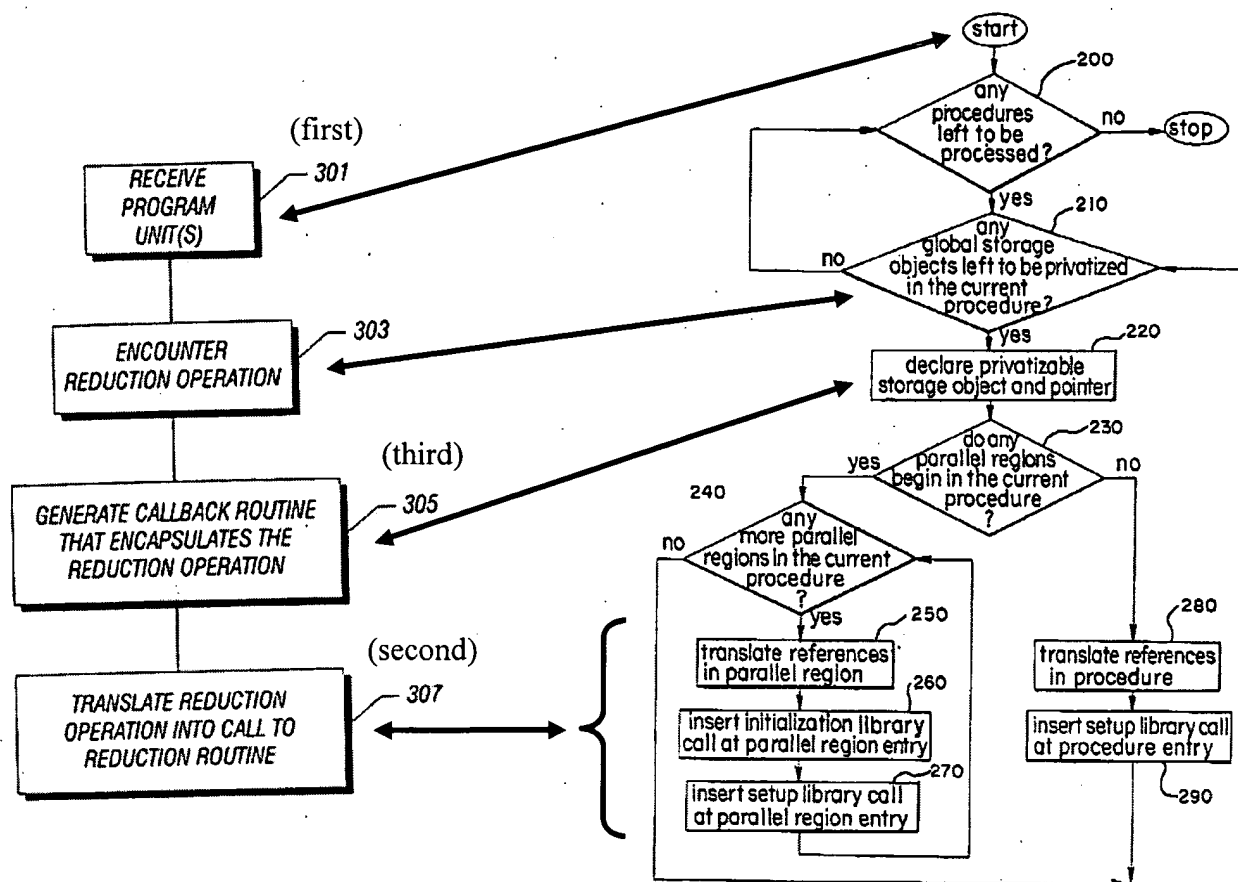 (first)
RECEIVE
PROGRAM
UNIT(S)
301
ENCOUNTER
REDUCTION OPERATION
303
(third)
GENERATE CALLBACK ROUTINE
THAT ENCAPSULATES THE
REDUCTION OPERATION
305
(second)
TRANSLATE REDUCTION
OPERATION INTO CALL TO
REDUCTION ROUTINE
307
start
200
any
procedures
left to be
processed?
no
stop
yes
210
any
global storage
objects left to be privatized
in the current
procedure?
no
yes
220
declare privatizable
storage object and pointer
230
do any
parallel regions
begin in the current
procedure
?
yes
no
240
any
more parallel
regions in the current
procedure
?
no
yes
250
translate references
in parallel region
260
insert initialization library
call at parallel region entry
270
insert setup library call
at parallel region entry
280
translate references
in procedure
insert setup library call
at procedure entry
290